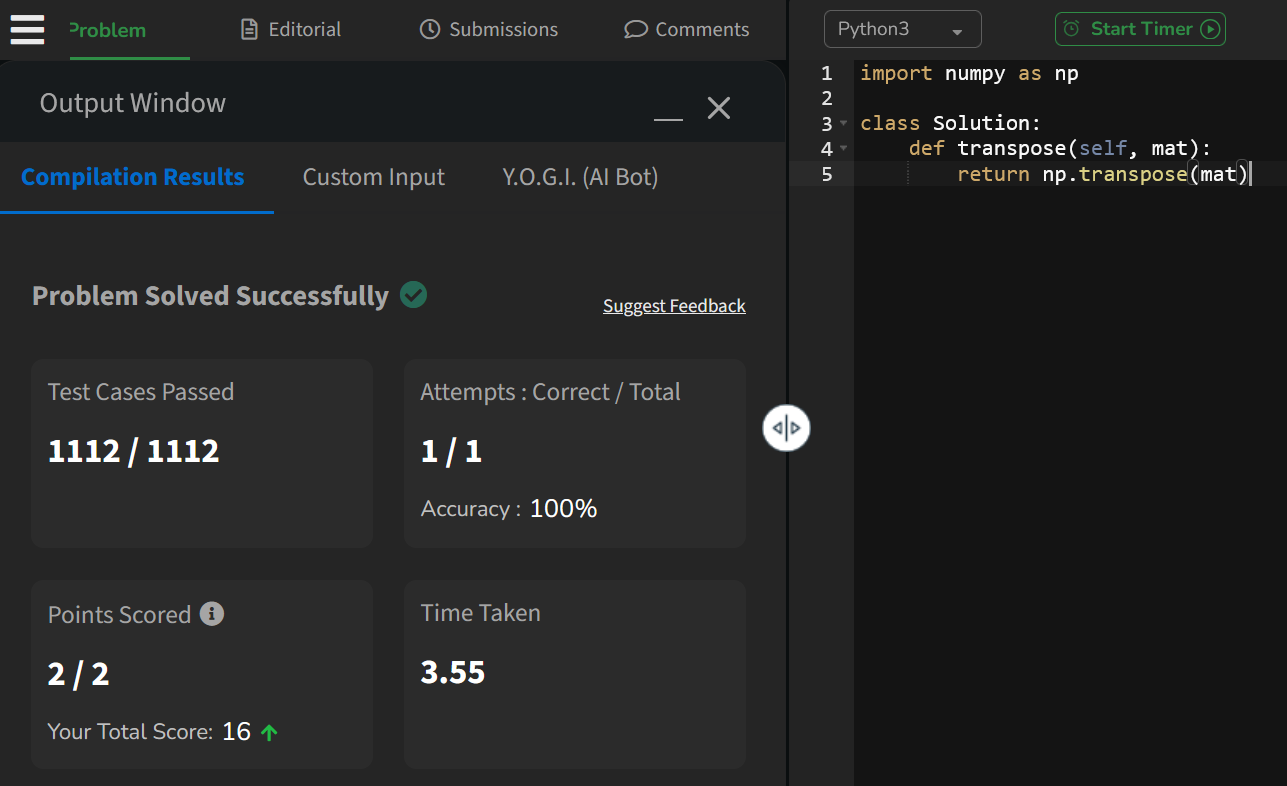 Problem Editorial Submissions Comments Python3 Start Timer
Output Window
Compilation Results Custom Input Y.O.G.I. (AI Bot)
Problem Solved Successfully
Suggest Feedback
Test Cases Passed
1112 / 1112
Attempts : Correct / Total
1 / 1
Accuracy : 100%
Points Scored
2 / 2
Your Total Score: 16
Time Taken
3.55
1 import numpy as np
2
3 class Solution:
4     def transpose(self, mat):
5         return np.transpose(mat)